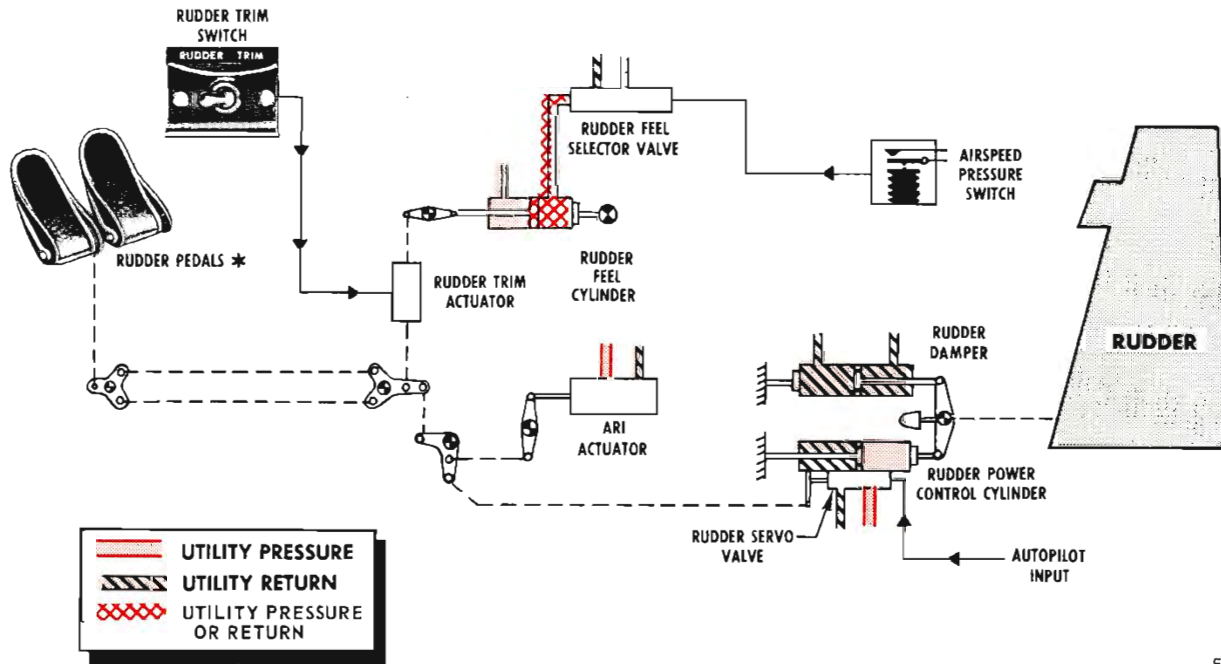 RUDDER TRIM
SWITCH
RUDDER TRIM
RUDDER PEDALS *
RUDDER FEEL
SELECTOR VALVE
AIRSPEED
PRESSURE
SWITCH
RUDDER TRIM
ACTUATOR
RUDDER
FEEL
CYLINDER
RUDDER
DAMPER
RUDDER
ARI
ACTUATOR
RUDDER POWER
CONTROL CYLINDER
RUDDER SERVO
VALVE
AUTOPILOT
INPUT
UTILITY PRESSURE
UTILITY RETURN
UTILITY PRESSURE
OR RETURN